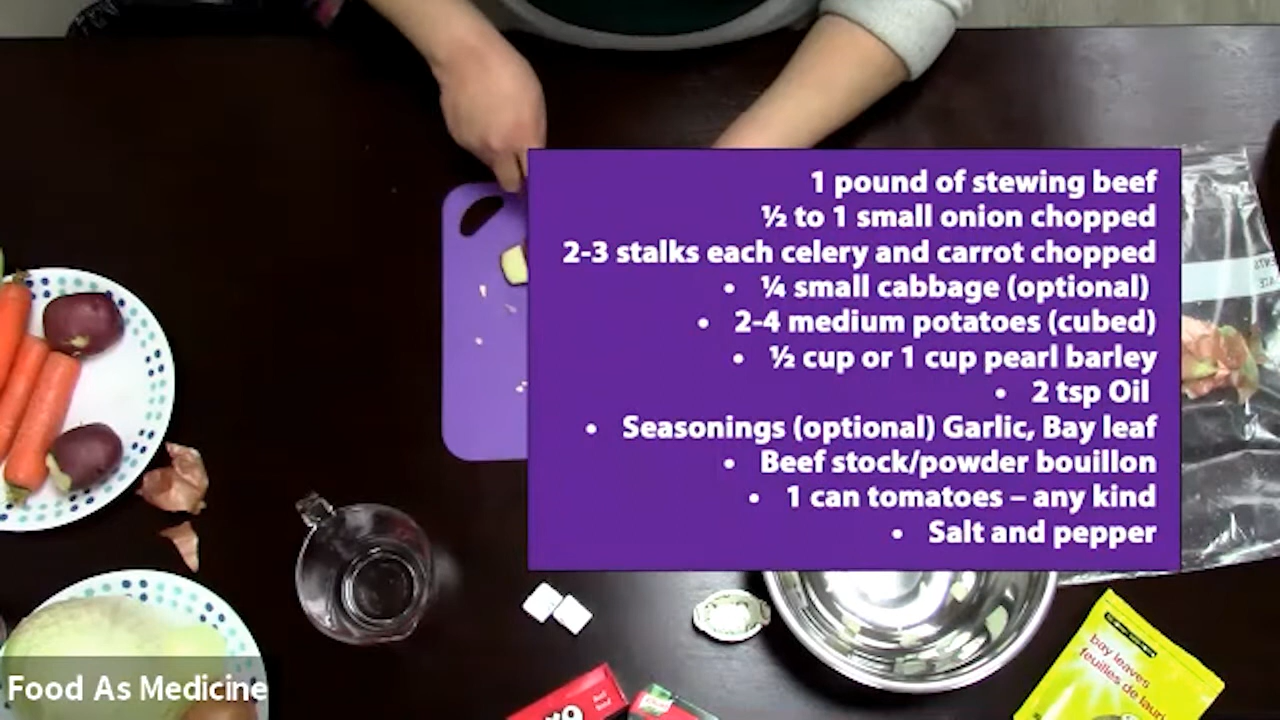 1 pound of stewing beef
½ to 1 small onion chopped
2-3 stalks each celery and carrot chopped
• ¼ small cabbage (optional)
• 2-4 medium potatoes (cubed)
• ½ cup or 1 cup pearl barley
• 2 tsp Oil
• Seasonings (optional) Garlic, Bay leaf
• Beef stock/powder bouillon
• 1 can tomatoes – any kind
• Salt and pepper
bay leaves
feuilles de
Food As Medicine